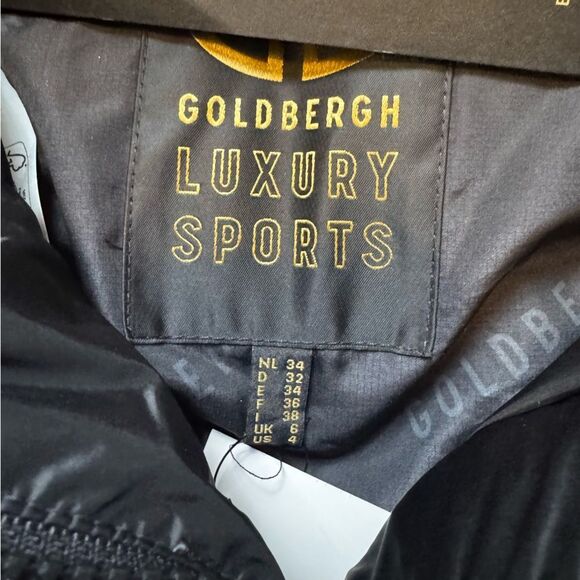 GOLDBERGH
LUXURY
SPORTS
NL 34
D 32
E 34
F 36
I 38
UK 6
US 4
GOLDBE